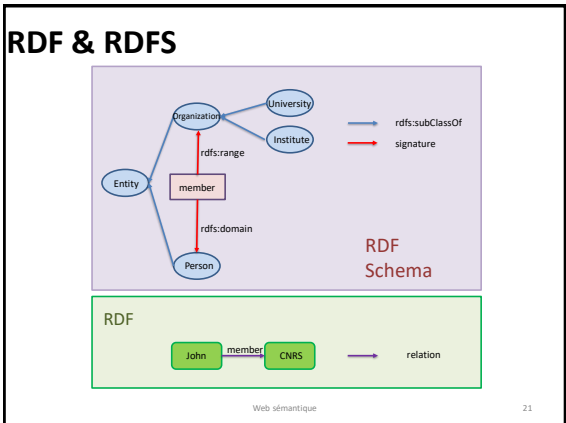 RDF & RDFS
University
Organization
rdfs:subClassOf
Institute
signature
rdfs:range
Entity
member
rdfs:domain
Person
RDF
Schema
RDF
John
member
CNRS
relation
Web sémantique
21